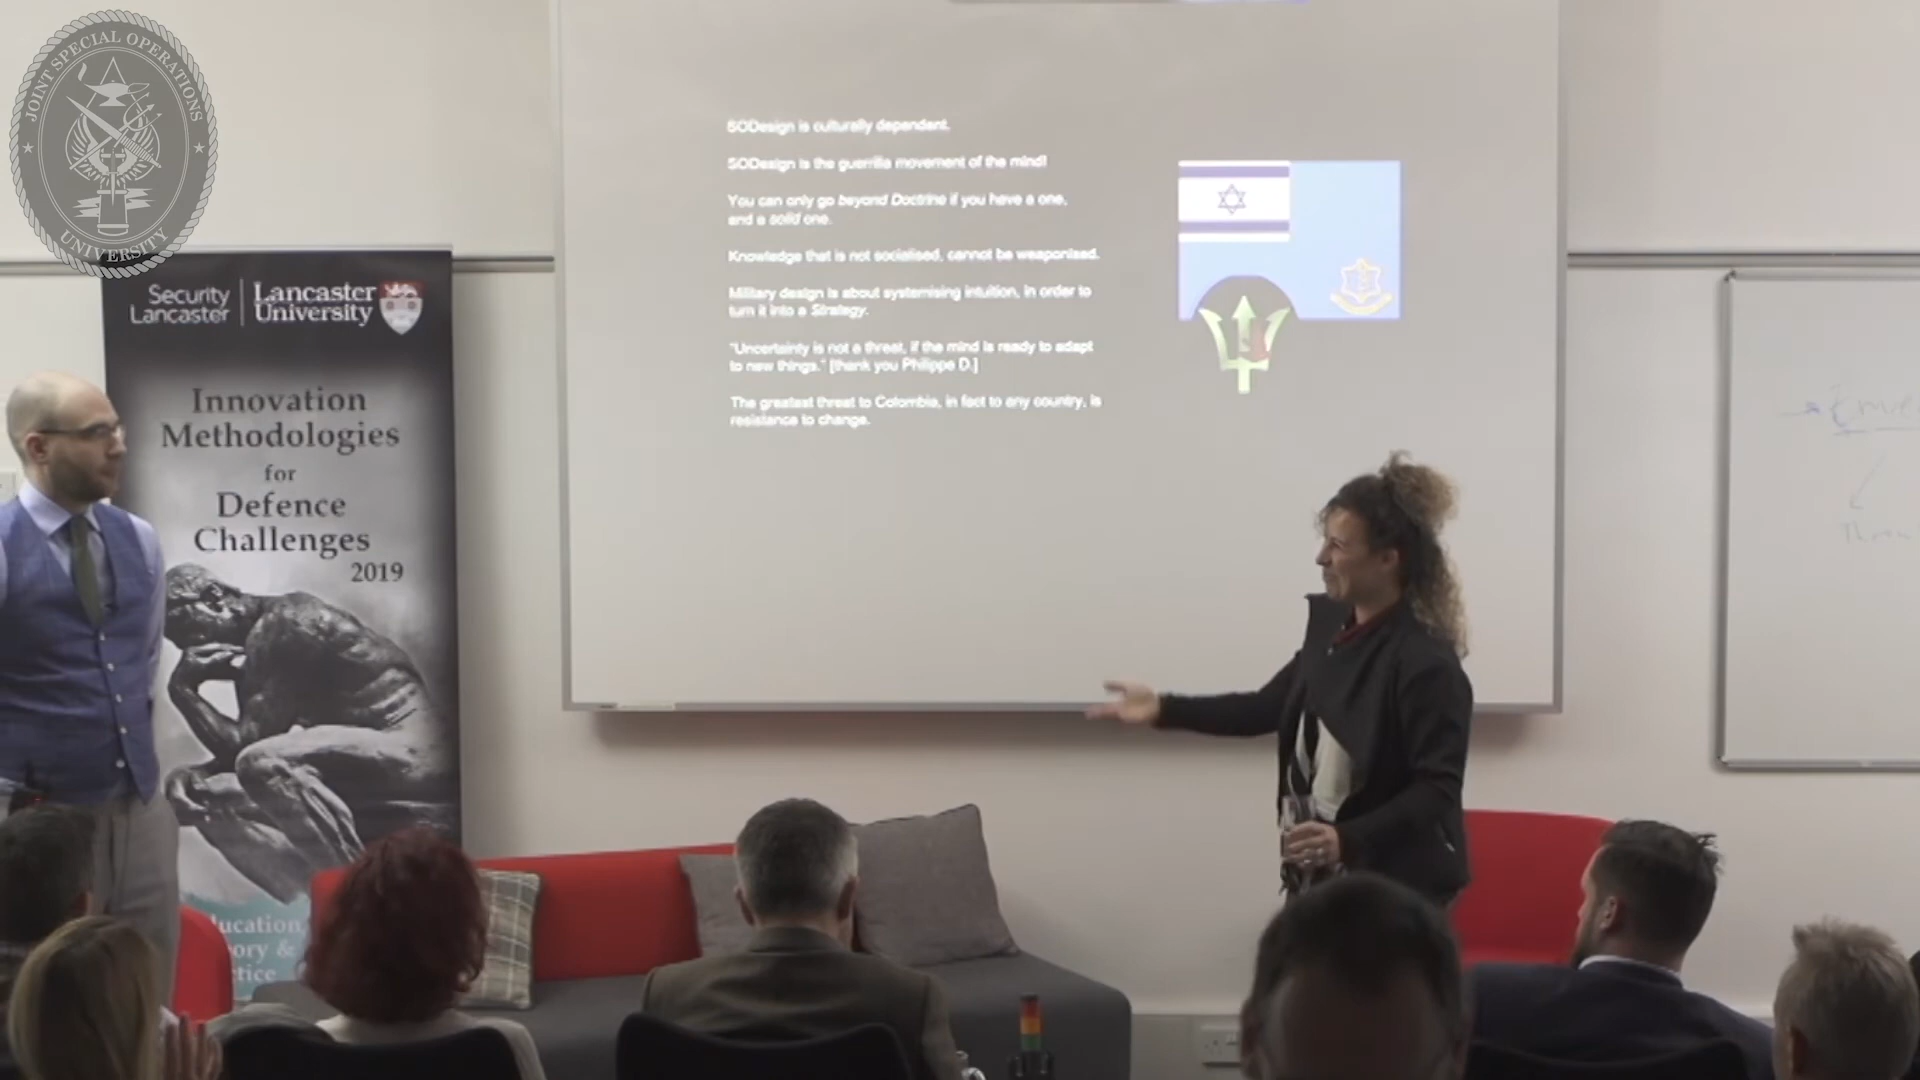 JOINT SPECIAL OPERATIONS
UNIVERSITY
Security
Lancaster
Lancaster
University
Innovation
Methodologies
for
Defence
Challenges
2019
SODesign is culturally dependent.
SODesign is the guerrilla movement of the mind!
You can only go beyond Doctrine if you have a one,
and a solid one.
Knowledge that is not socialised, cannot be weaponised.
Military design is about systemising intuition, in order to
turn it into a Strategy.
"Uncertainty is not a threat, if the mind is ready to adapt
to new things." [thank you Philippe D.]
The greatest threat to Colombia, in fact to any country, is
resistance to change.